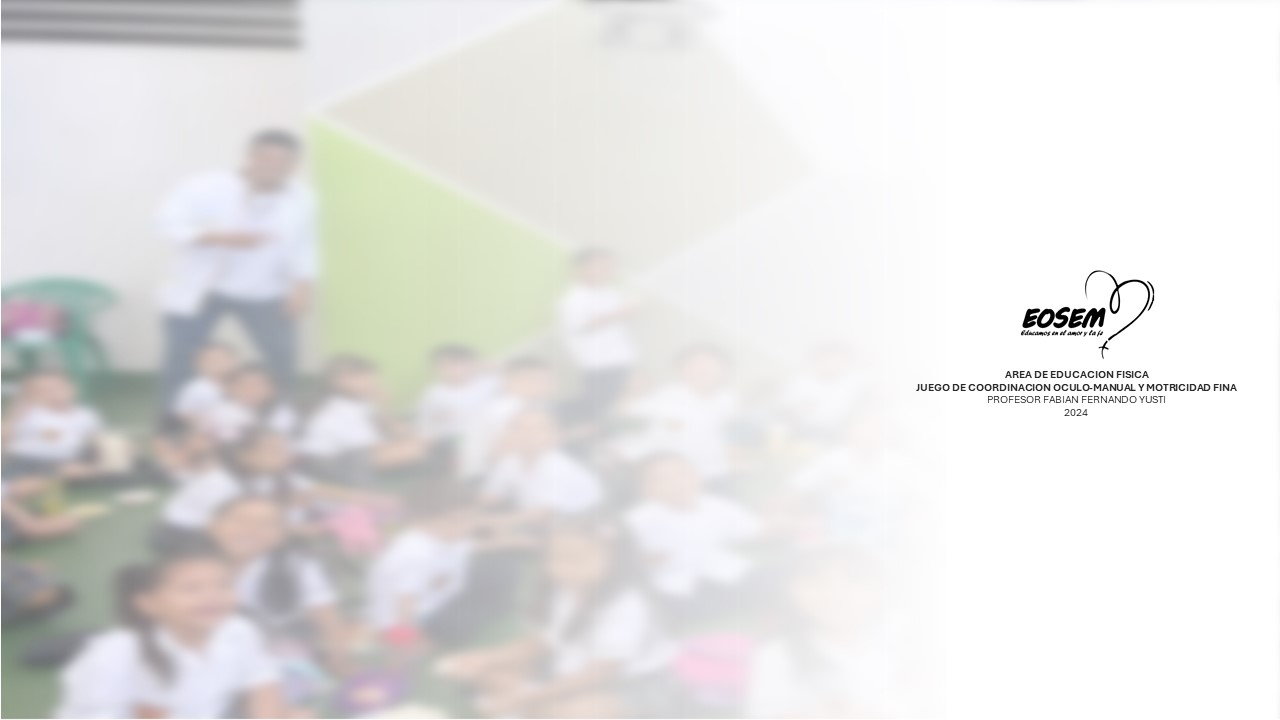 EOSEM
Educamos en el amor y la fe
AREA DE EDUCACION FISICA
JUEGO DE COORDINACION OCULO-MANUAL Y MOTRICIDAD FINA
PROFESOR FABIAN FERNANDO YUSTI
2024